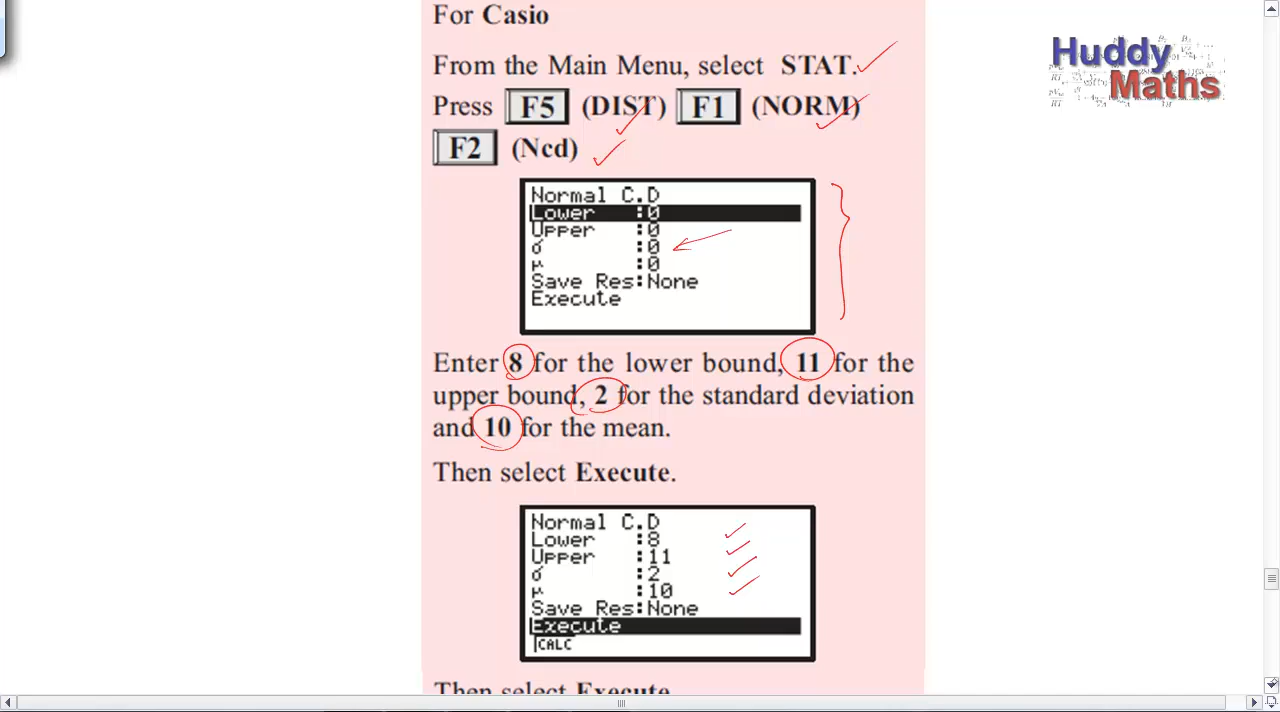 For Casio
From the Main Menu, select STAT.
Press F5 (DIST) F1 (NORM)
F2 (Ncd)
Normal C.D
Lower :0
Upper :0
σ :0
μ :0
Save Res:None
Execute
Enter 8 for the lower bound, 11 for the
upper bound, 2 for the standard deviation
and 10 for the mean.
Then select Execute.
Normal C.D
Lower :8
Upper :11
σ :2
μ :10
Save Res:None
Execute
CALC
Then select Execute
Huddy
Maths